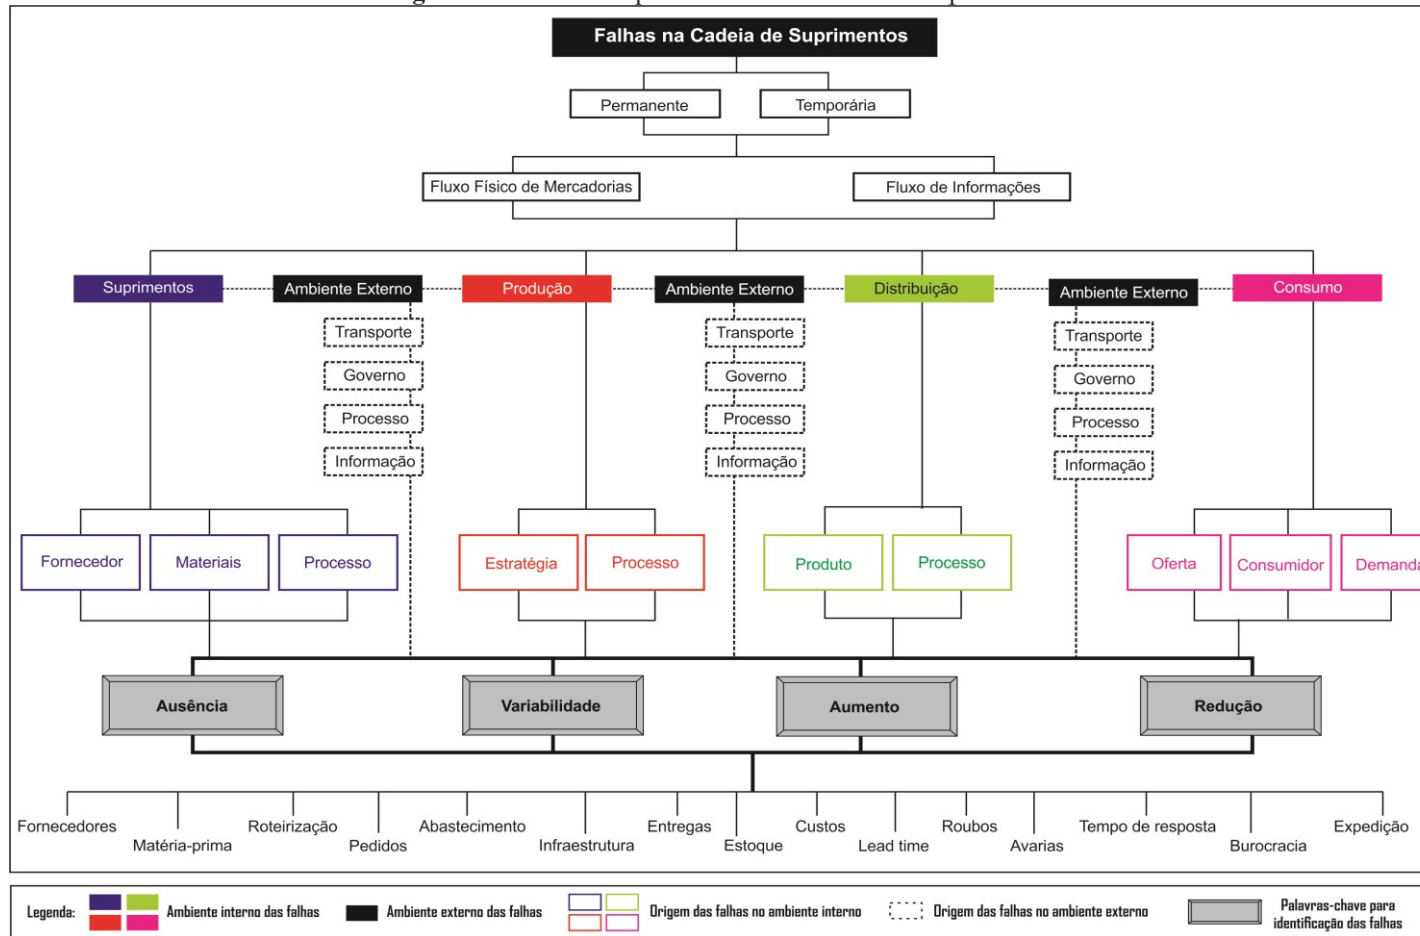 Falhas na Cadeia de Suprimentos
Permanente
Temporária
Fluxo Físico de Mercadorias
Fluxo de Informações
Suprimentos
Ambiente Externo
Produção
Ambiente Externo
Distribuição
Ambiente Externo
Consumo
Transporte
Governo
Processo
Informação
Transporte
Governo
Processo
Informação
Transporte
Governo
Processo
Informação
Fornecedor
Materiais
Processo
Estratégia
Processo
Produto
Processo
Oferta
Consumidor
Demanda
Ausência
Variabilidade
Aumento
Redução
Fornecedores
Matéria-prima
Roteirização
Pedidos
Abastecimento
Infraestrutura
Entregas
Estoque
Custos
Lead time
Roubos
Avarias
Tempo de resposta
Burocracia
Expedição
Legenda:
Ambiente interno das falhas
Ambiente externo das falhas
Origem das falhas no ambiente interno
Origem das falhas no ambiente externo
Palavras-chave para
identificação das falhas